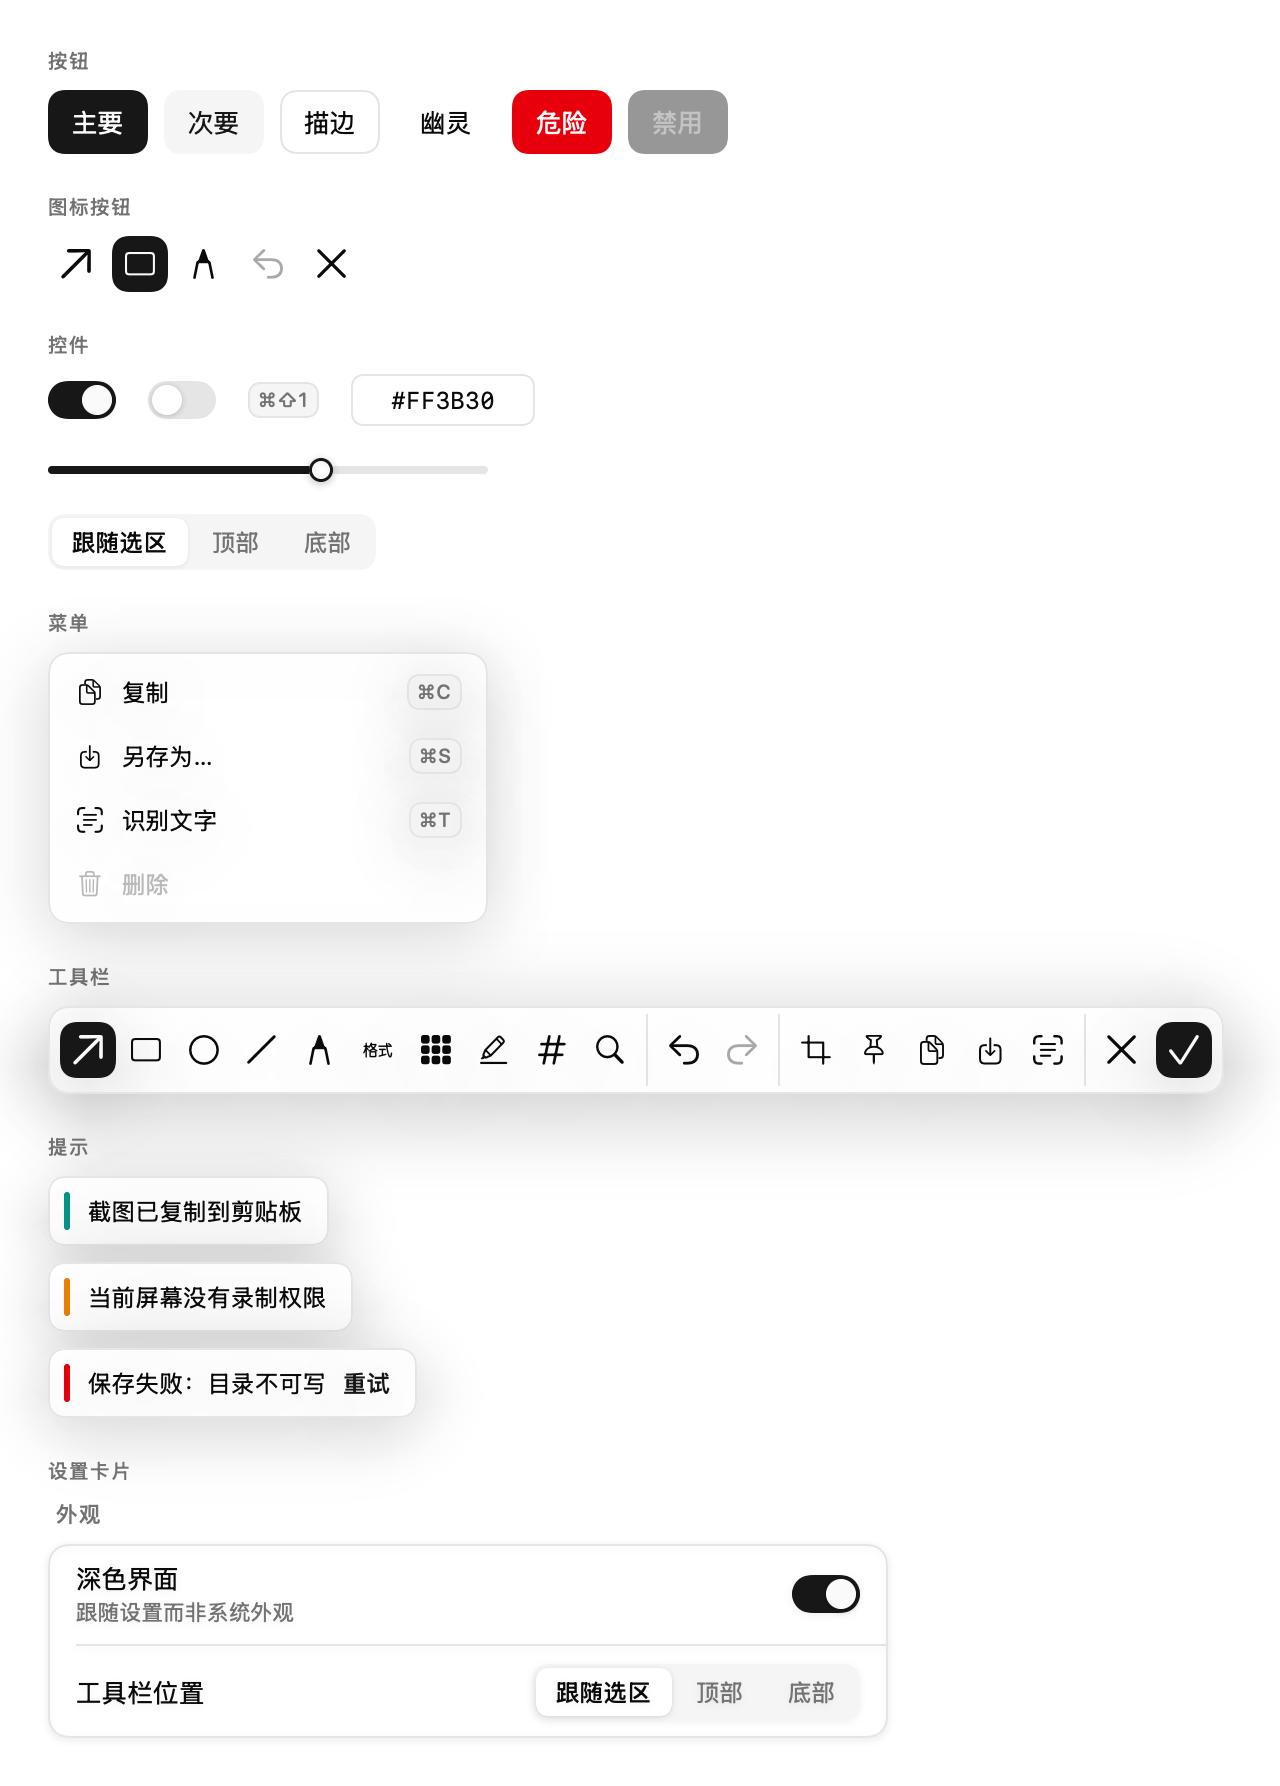 按钮
主要 次要 描边 幽灵 危险 禁用
图标按钮
控件
⌘⇧1 #FF3B30
跟随选区 顶部 底部
菜单
复制 ⌘C
另存为... ⌘S
识别文字 ⌘T
删除
工具栏
格式 #
提示
截图已复制到剪贴板
当前屏幕没有录制权限
保存失败：目录不可写 重试
设置卡片
外观
深色界面
跟随设置而非系统外观
工具栏位置 跟随选区 顶部 底部